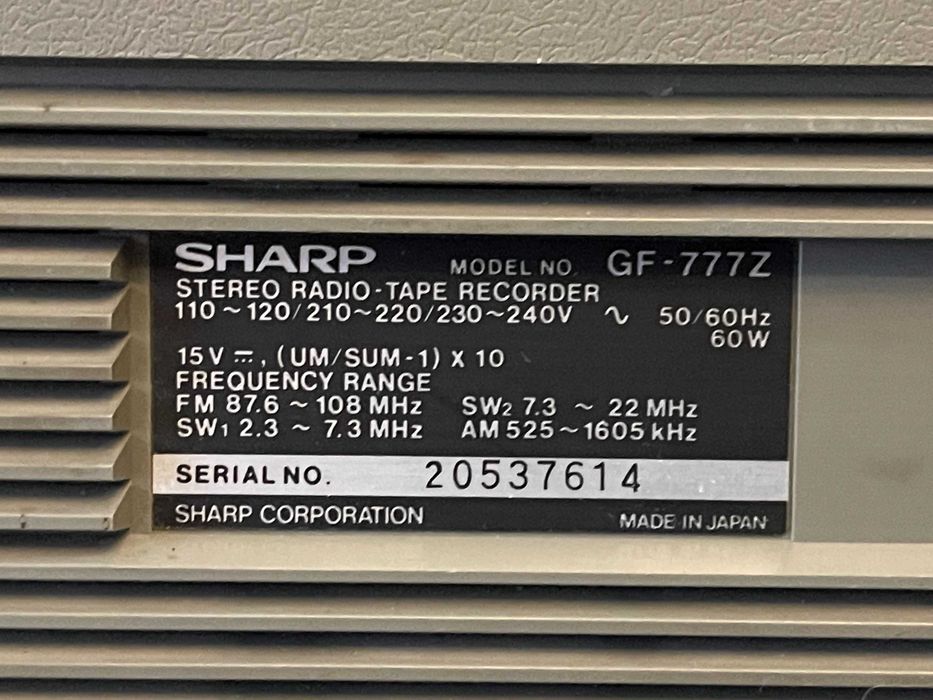 SHARP MODEL NO. GF-777Z
STEREO RADIO-TAPE RECORDER
110~120/210~220/230~240V ∿ 50/60Hz
60W
15V ⎓, (UM/SUM-1) X 10
FREQUENCY RANGE
FM 87.6 ~ 108 MHz SW₂ 7.3 ~ 22 MHz
SW₁ 2.3 ~ 7.3 MHz AM 525~1605 kHz
SERIAL NO. 20537614
SHARP CORPORATION MADE IN JAPAN